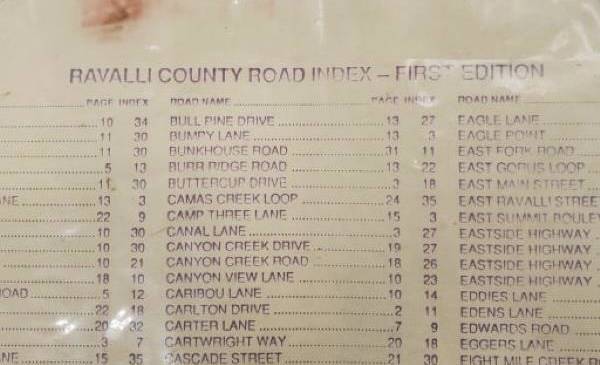 RAVALLI COUNTY ROAD INDEX – FIRST EDITION
PAGE INDEX ROAD NAME PAGE INDEX ROAD NAME
10 34 BULL PINE DRIVE 13 27 EAGLE LANE
11 30 BUMPY LANE 13 3 EAGLE POINT
11 30 BUNKHOUSE ROAD 31 11 EAST FORK ROAD
5 13 BURR RIDGE ROAD 13 22 EAST GORUS LOOP
11 30 BUTTERCUP DRIVE 3 18 EAST MAIN STREET
NE 13 3 CAMAS CREEK LOOP 24 35 EAST RAVALLI STREE
22 9 CAMP THREE LANE 15 3 EAST SUMMIT BOULEV
10 30 CANAL LANE 3 27 EASTSIDE HIGHWAY
10 30 CANYON CREEK DRIVE 19 27 EASTSIDE HIGHWAY
10 21 CANYON CREEK ROAD 18 26 EASTSIDE HIGHWAY
18 10 CANYON VIEW LANE 10 23 EASTSIDE HIGHWAY
OAD 5 12 CARIBOU LANE 10 14 EDDIES LANE
22 18 CARLTON DRIVE 2 11 EDENS LANE
20 32 CARTER LANE 7 9 EDWARDS ROAD
3 7 CARTWRIGHT WAY 20 18 EGGERS LANE
NE 15 35 CASCADE STREET 21 30 EIGHT MILE CREEK R